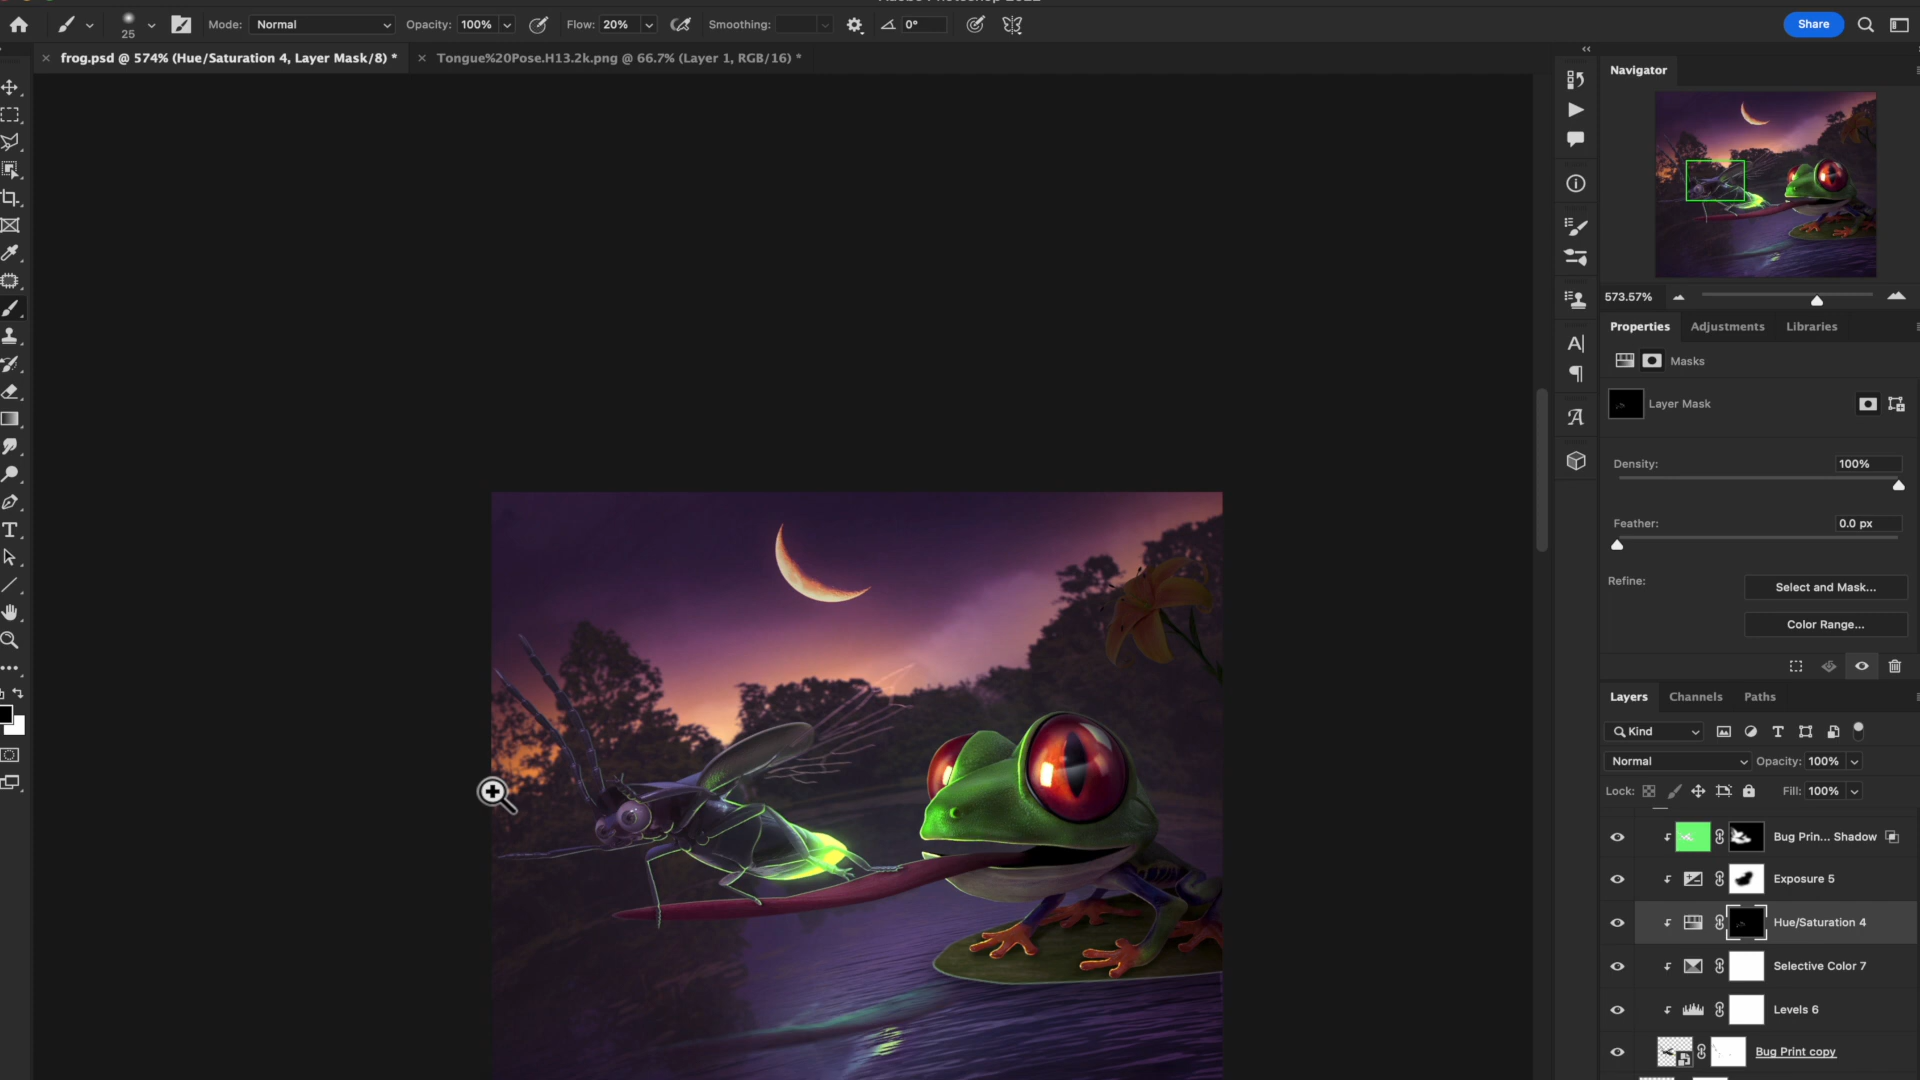 Adobe Photoshop 2022
25
Mode: Normal
Opacity: 100%
Flow: 20%
Smoothing:
0°
Share
frog.psd @ 574% (Hue/Saturation 4, Layer Mask/8) *
Tongue%20Pose.H13.2k.png @ 66.7% (Layer 1, RGB/16) *
Navigator
573.57%
Properties Adjustments Libraries
Masks
Layer Mask
Density: 100%
Feather: 0.0 px
Refine:
Select and Mask...
Color Range...
Layers Channels Paths
Kind
Normal Opacity: 100%
Lock: Fill: 100%
Bug Prin... Shadow
Exposure 5
Hue/Saturation 4
Selective Color 7
Levels 6
Bug Print copy